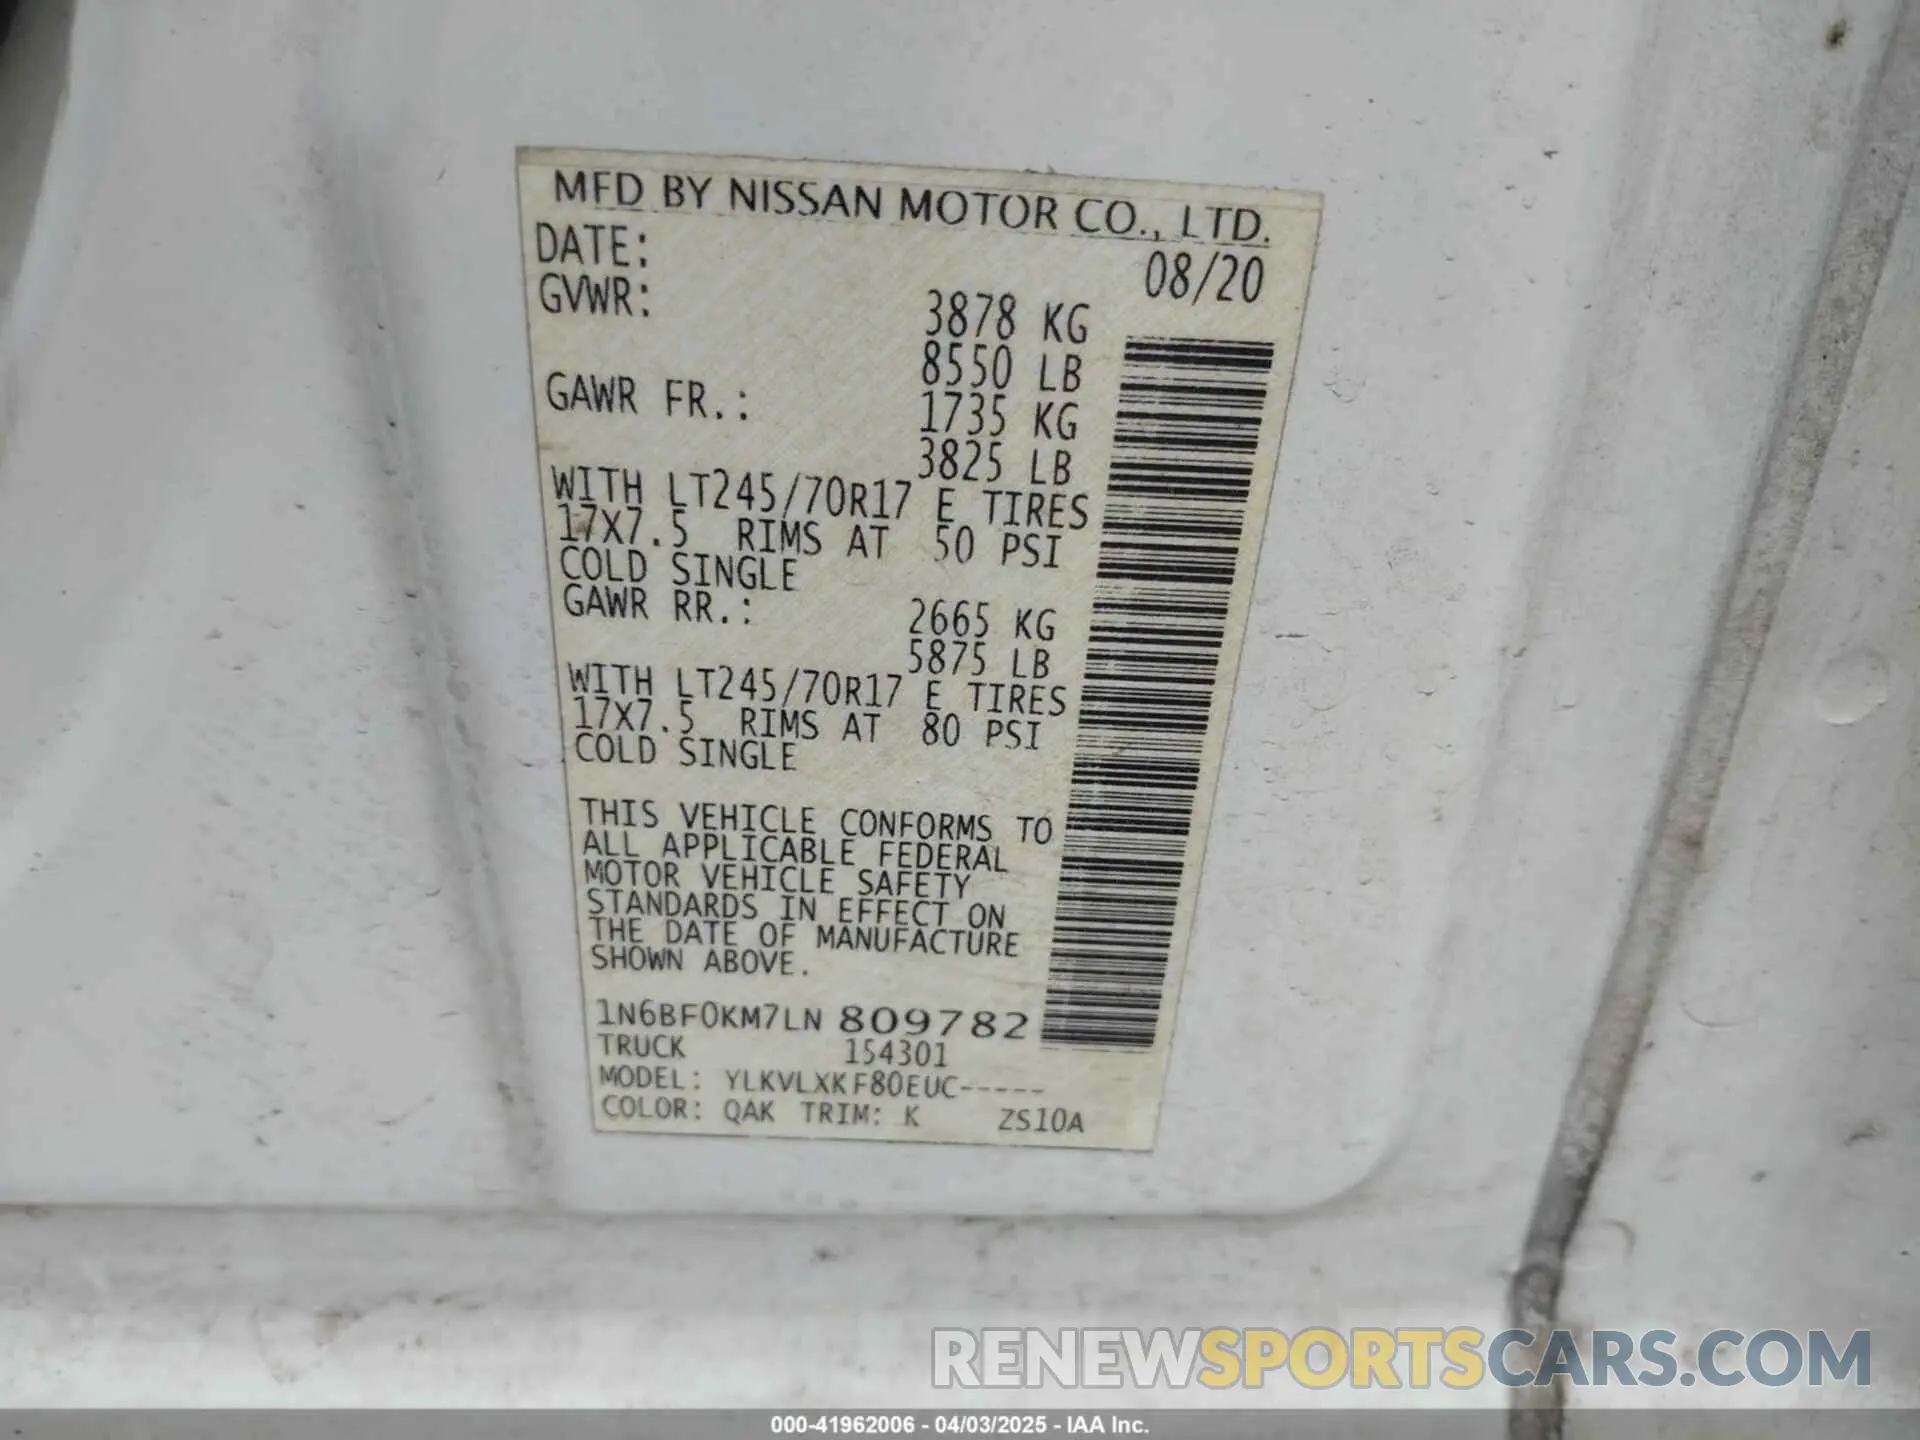 MFD BY NISSAN MOTOR CO., LTD.
DATE: 08/20
GVWR: 3878 KG
8550 LB
GAWR FR.: 1735 KG
3825 LB
WITH LT245/70R17 E TIRES
17X7.5 RIMS AT 50 PSI
COLD SINGLE
GAWR RR.: 2665 KG
5875 LB
WITH LT245/70R17 E TIRES
17X7.5 RIMS AT 80 PSI
COLD SINGLE
THIS VEHICLE CONFORMS TO
ALL APPLICABLE FEDERAL
MOTOR VEHICLE SAFETY
STANDARDS IN EFFECT ON
THE DATE OF MANUFACTURE
SHOWN ABOVE.
1N6BF0KM7LN 809782
TRUCK 154301
MODEL: YLKVLXKF80EUC-----
COLOR: QAK TRIM: K ZS10A
RENEWSPORTSCARS.COM
000-41962006 - 04/03/2025 - IAA Inc.